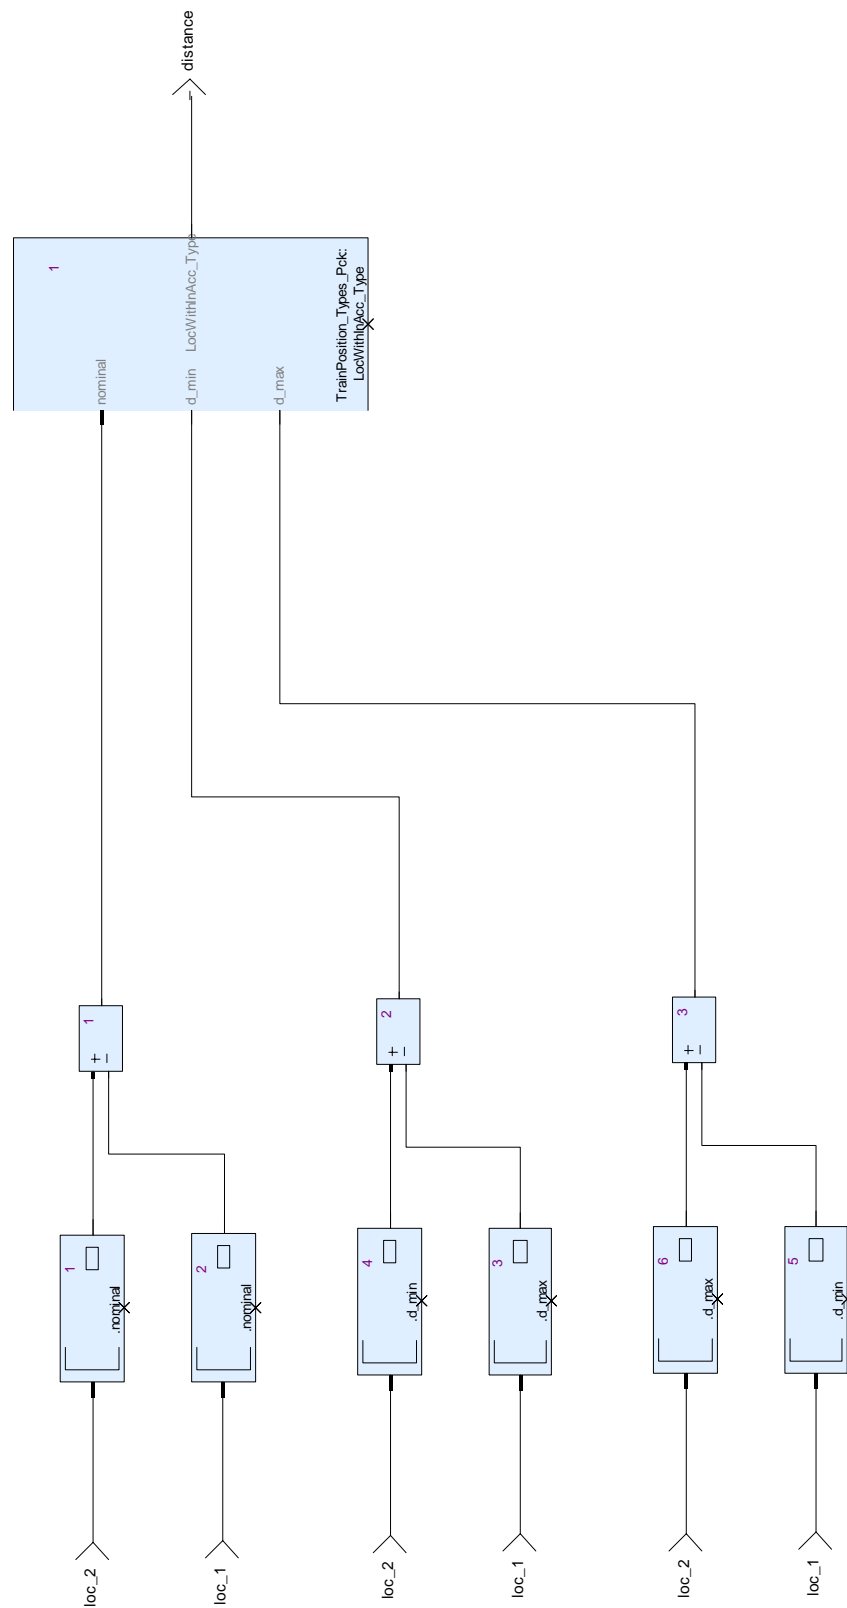 loc_2
1
.nominal
loc_1
2
.nominal
1
+
−
loc_2
4
.d_min
loc_1
3
.d_max
2
+
−
loc_2
6
.d_max
loc_1
5
.d_min
3
+
−
1
nominal
d_min
LocWithInAcc_Type
d_max
TrainPosition_Types_Pck::
LocWithInAcc_Type
distance